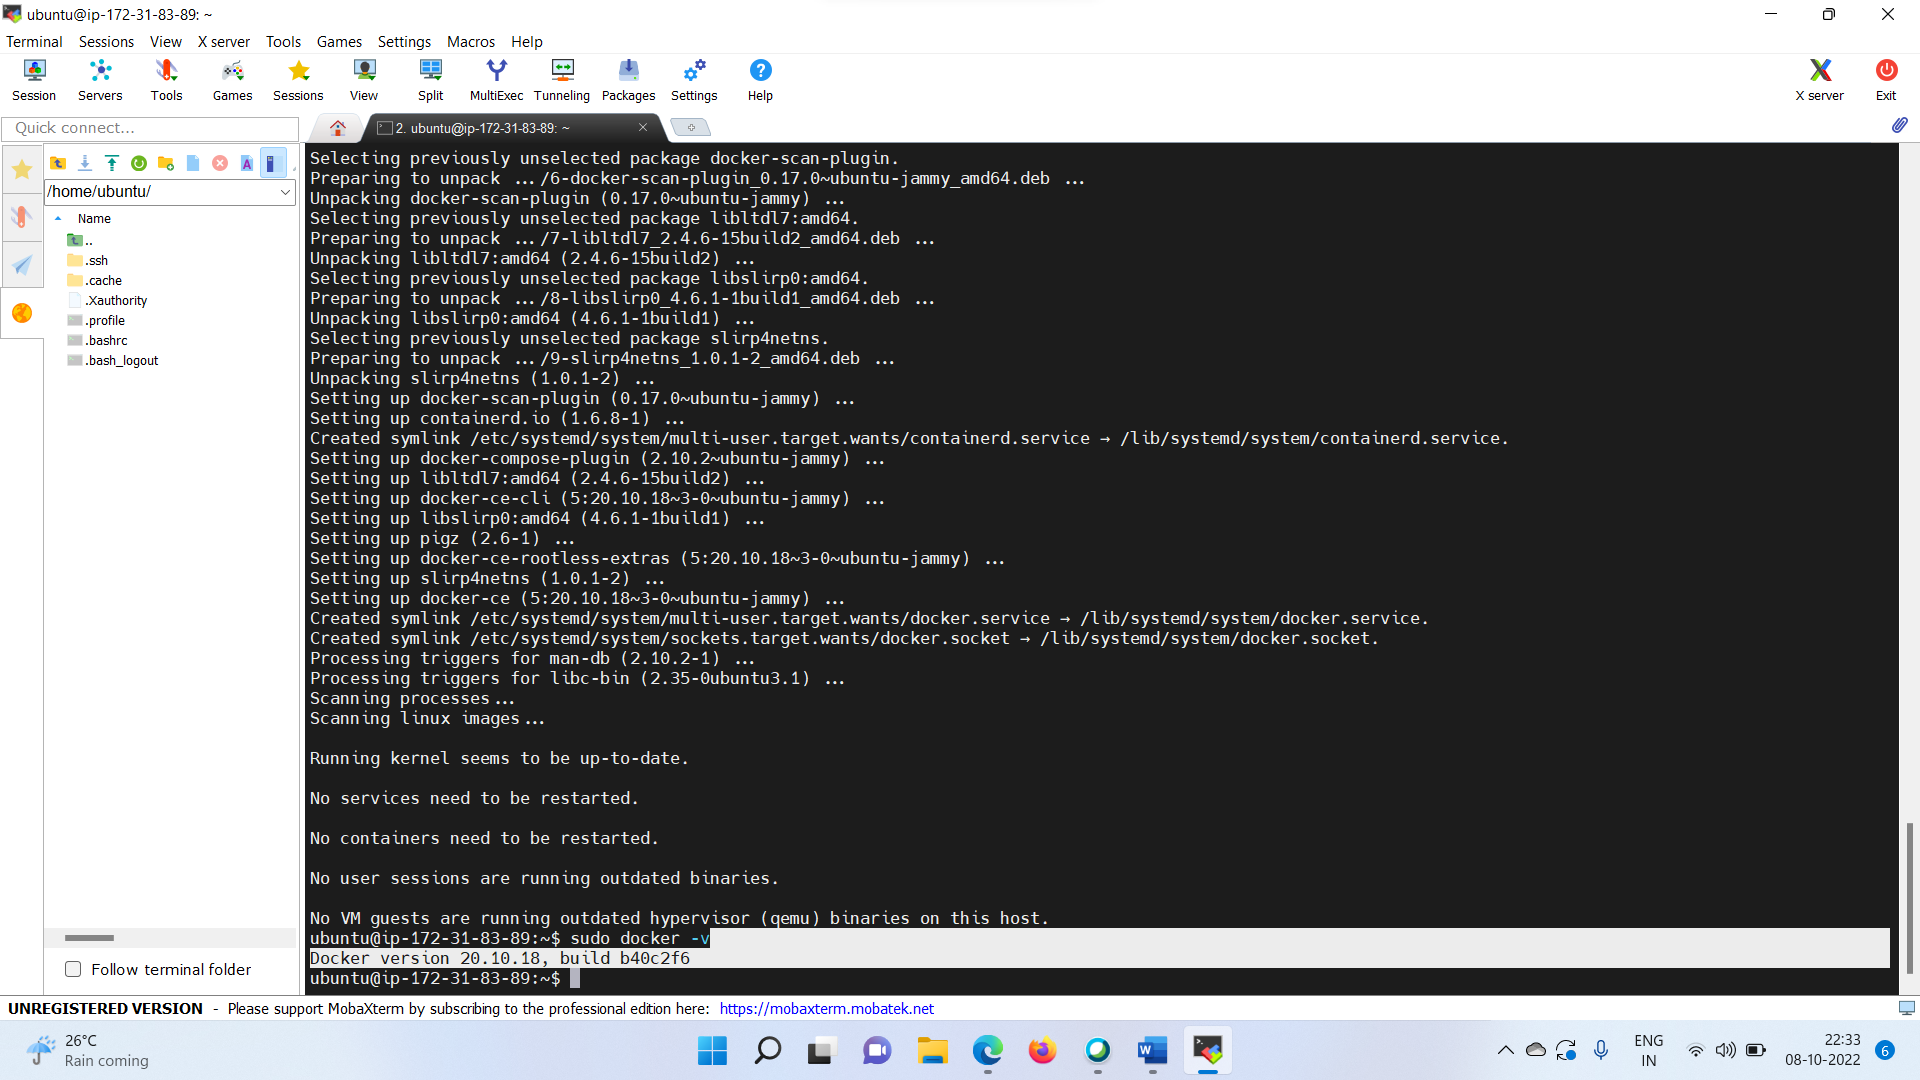 ubuntu@ip-172-31-83-89: ~
Terminal Sessions View X server Tools Games Settings Macros Help
Session Servers Tools Games Sessions View Split MultiExec Tunneling Packages Settings Help X server Exit
Quick connect...
2. ubuntu@ip-172-31-83-89: ~
/home/ubuntu/
Name
..
.ssh
.cache
.Xauthority
.profile
.bashrc
.bash_logout
Follow terminal folder
Selecting previously unselected package docker-scan-plugin.
Preparing to unpack .../6-docker-scan-plugin_0.17.0~ubuntu-jammy_amd64.deb ...
Unpacking docker-scan-plugin (0.17.0~ubuntu-jammy) ...
Selecting previously unselected package libltdl7:amd64.
Preparing to unpack .../7-libltdl7_2.4.6-15build2_amd64.deb ...
Unpacking libltdl7:amd64 (2.4.6-15build2) ...
Selecting previously unselected package libslirp0:amd64.
Preparing to unpack .../8-libslirp0_4.6.1-1build1_amd64.deb ...
Unpacking libslirp0:amd64 (4.6.1-1build1) ...
Selecting previously unselected package slirp4netns.
Preparing to unpack .../9-slirp4netns_1.0.1-2_amd64.deb ...
Unpacking slirp4netns (1.0.1-2) ...
Setting up docker-scan-plugin (0.17.0~ubuntu-jammy) ...
Setting up containerd.io (1.6.8-1) ...
Created symlink /etc/systemd/system/multi-user.target.wants/containerd.service → /lib/systemd/system/containerd.service.
Setting up docker-compose-plugin (2.10.2~ubuntu-jammy) ...
Setting up libltdl7:amd64 (2.4.6-15build2) ...
Setting up docker-ce-cli (5:20.10.18~3-0~ubuntu-jammy) ...
Setting up libslirp0:amd64 (4.6.1-1build1) ...
Setting up pigz (2.6-1) ...
Setting up docker-ce-rootless-extras (5:20.10.18~3-0~ubuntu-jammy) ...
Setting up slirp4netns (1.0.1-2) ...
Setting up docker-ce (5:20.10.18~3-0~ubuntu-jammy) ...
Created symlink /etc/systemd/system/multi-user.target.wants/docker.service → /lib/systemd/system/docker.service.
Created symlink /etc/systemd/system/sockets.target.wants/docker.socket → /lib/systemd/system/docker.socket.
Processing triggers for man-db (2.10.2-1) ...
Processing triggers for libc-bin (2.35-0ubuntu3.1) ...
Scanning processes...
Scanning linux images...
Running kernel seems to be up-to-date.
No services need to be restarted.
No containers need to be restarted.
No user sessions are running outdated binaries.
No VM guests are running outdated hypervisor (qemu) binaries on this host.
ubuntu@ip-172-31-83-89:~$ sudo docker -v
Docker version 20.10.18, build b40c2f6
ubuntu@ip-172-31-83-89:~$
UNREGISTERED VERSION - Please support MobaXterm by subscribing to the professional edition here: https://mobaxterm.mobatek.net
26°C
Rain coming
ENG
IN
22:33
08-10-2022
6